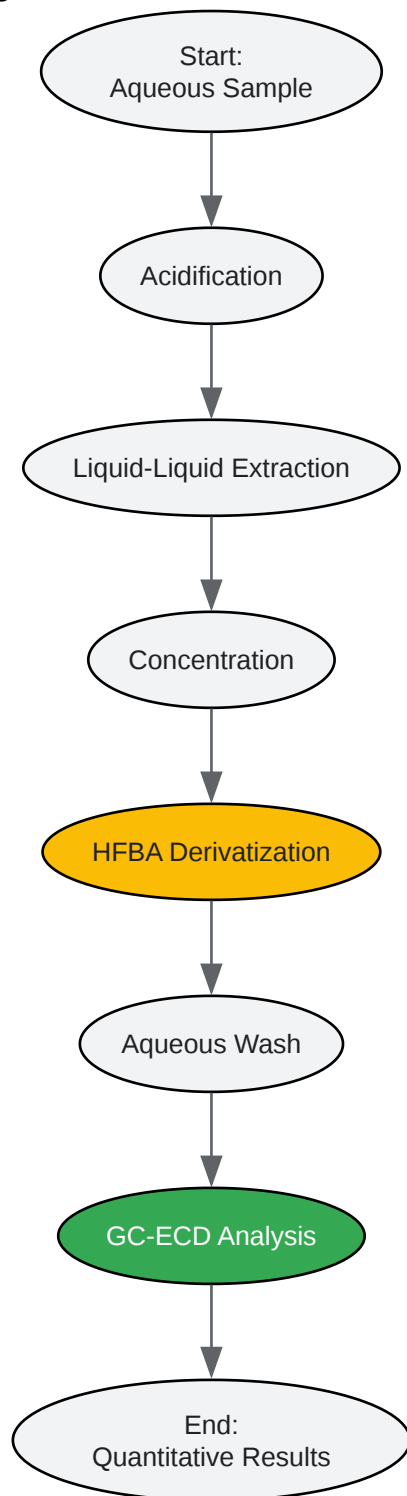 Start:
Aqueous Sample
Acidification
Liquid-Liquid Extraction
Concentration
HFBA Derivatization
Aqueous Wash
GC-ECD Analysis
End:
Quantitative Results